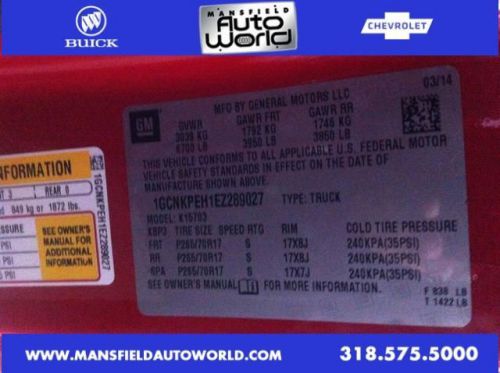 BUICK
MANSFIELD
Auto
World
CHEVROLET
GM
MFG BY GENERAL MOTORS LLC
03/14
GVWR
GAWR FRT
GAWR RR
3039 KG
1792 KG
1746 KG
6700 LB
3950 LB
3850 LB
THIS VEHICLE CONFORMS TO ALL APPLICABLE U.S. FEDERAL MOTOR
VEHICLE SAFETY STANDARDS IN EFFECT ON THE DATE OF
MANUFACTURE SHOWN ABOVE.
1GCNKPEH1EZ289027
TYPE: TRUCK
MODEL: K15703
TIRE SIZE SPEED RTG RIM COLD TIRE PRESSURE
FRT P265/70R17 S 17X8J 240KPA(35PSI)
RR P265/70R17 S 17X8J 240KPA(35PSI)
SPA P265/70R17 S 17X7J 240KPA(35PSI)
SEE OWNER'S MANUAL FOR ADDITIONAL INFORMATION.
F 838 LB
T 1422 LB
INFORMATION
NT 3 REAR 0
849 kg or 1872 lbs.
1GCNKPEH1EZ289027
SEE OWNER'S
MANUAL FOR
ADDITIONAL
INFORMATION
WWW.MANSFIELDAUTOWORLD.COM
318.575.5000